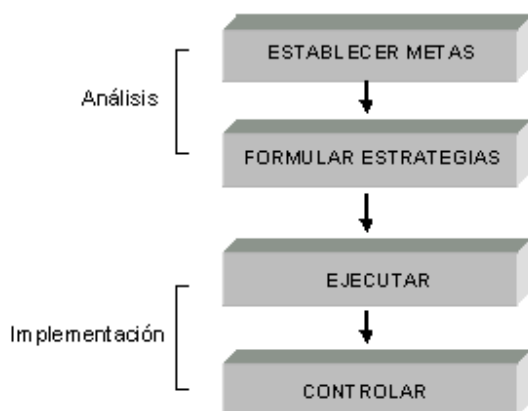 ESTABLECER METAS
Análisis
FORMULAR ESTRATEGIAS
EJECUTAR
Implementación
CONTROLAR